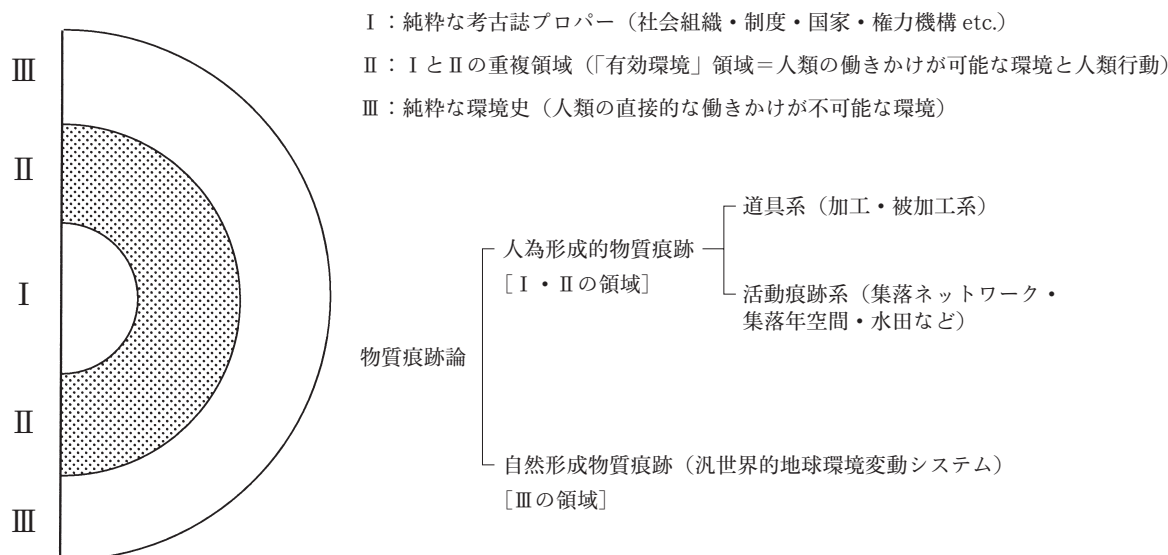 Ⅲ
Ⅱ
Ⅰ
Ⅱ
Ⅲ
Ⅰ：純粋な考古誌プロパー（社会組織・制度・国家・権力機構 etc.）
Ⅱ：ⅠとⅡの重複領域（「有効環境」領域＝人類の働きかけが可能な環境と人類行動）
Ⅲ：純粋な環境史（人類の直接的な働きかけが不可能な環境）
物質痕跡論
人為形成的物質痕跡
［Ⅰ・Ⅱの領域］
道具系（加工・被加工系）
活動痕跡系（集落ネットワーク・
集落年空間・水田など）
自然形成物質痕跡（汎世界的地球環境変動システム）
［Ⅲの領域］